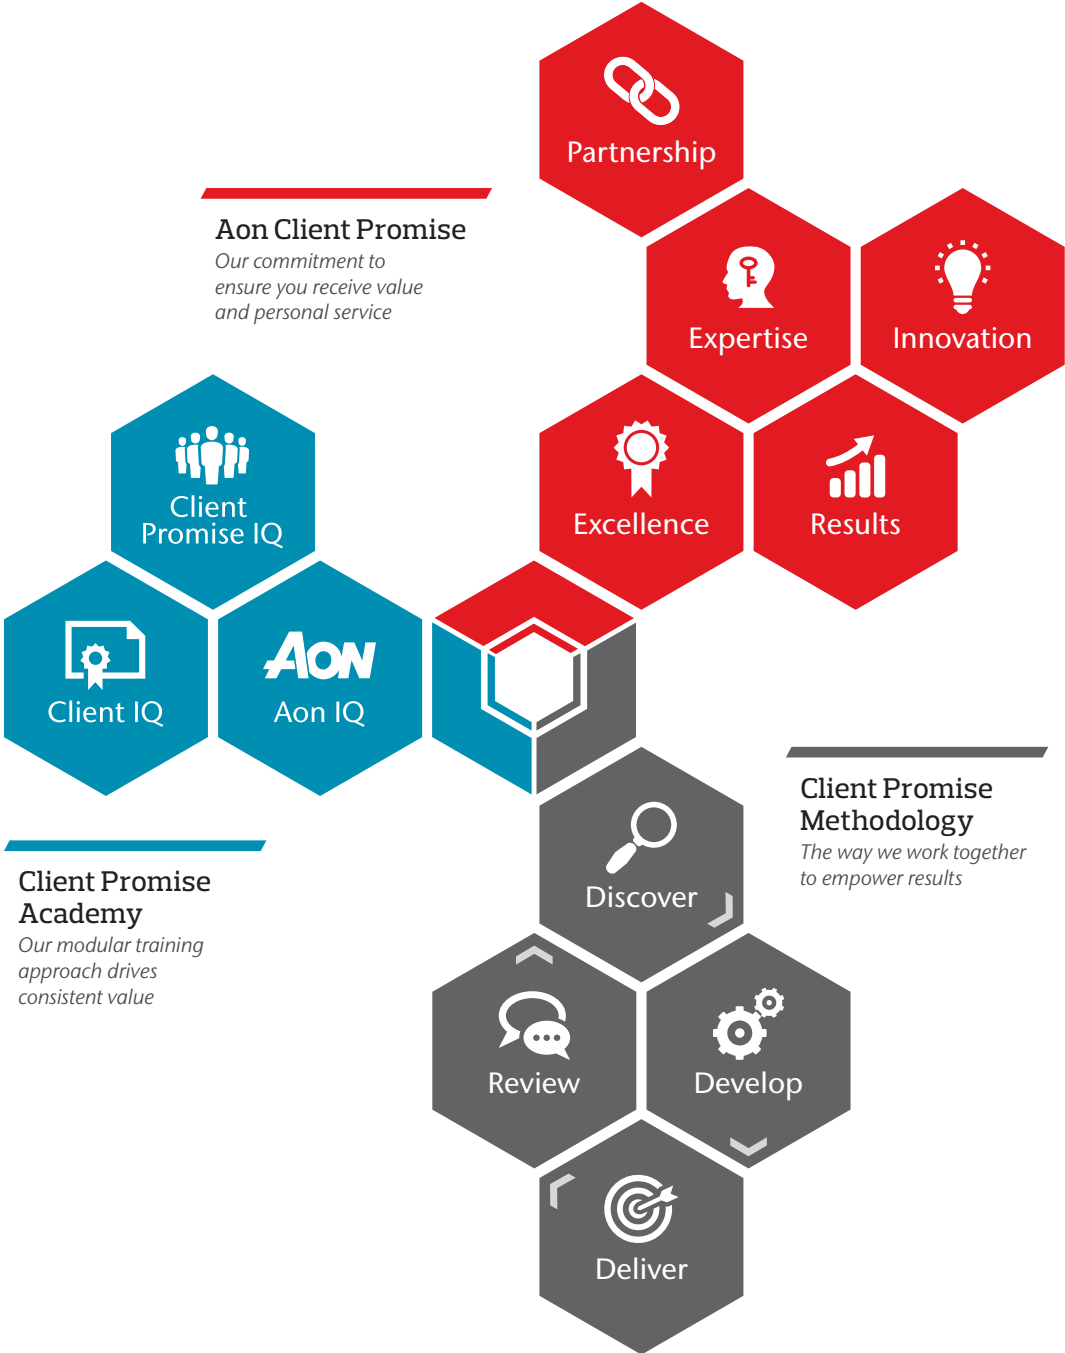 Partnership
Aon Client Promise
Our commitment to
ensure you receive value
and personal service
Expertise
Innovation
Excellence
Results
Client
Promise IQ
Client IQ
AON
Aon IQ
Client Promise
Methodology
The way we work together
to empower results
Client Promise
Academy
Our modular training
approach drives
consistent value
Discover
Review
Develop
Deliver